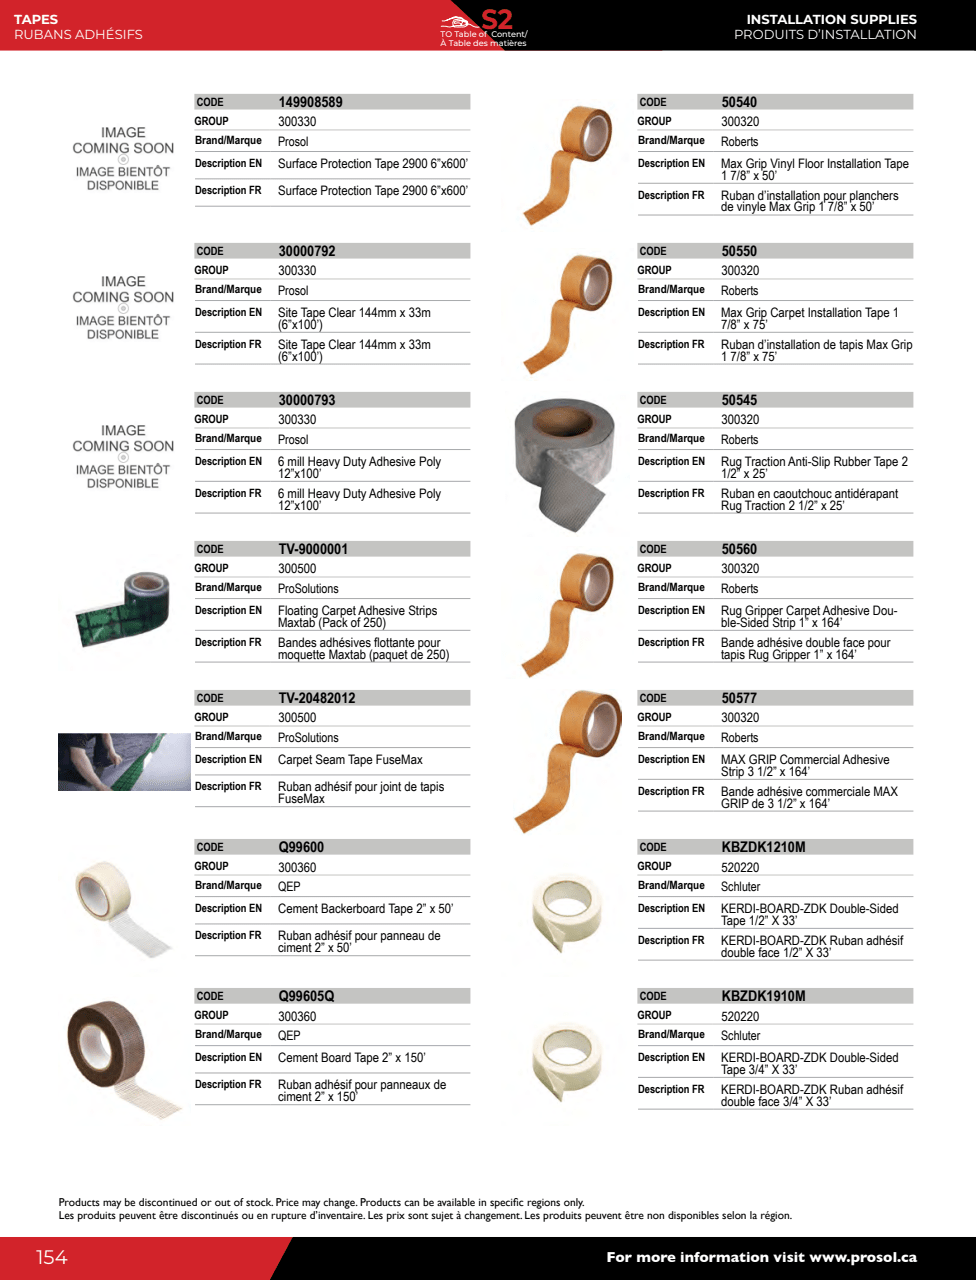 TAPES
RUBANS ADHÉSIFS
S2
TO Table of Content/
À Table des matières
INSTALLATION SUPPLIES
PRODUITS D'INSTALLATION
IMAGE
COMING SOON
IMAGE BIENTÔT
DISPONIBLE
CODE 149908589
GROUP 300330
Brand/Marque Prosol
Description EN Surface Protection Tape 2900 6”x600’
Description FR Surface Protection Tape 2900 6”x600’
IMAGE
COMING SOON
IMAGE BIENTÔT
DISPONIBLE
CODE 30000792
GROUP 300330
Brand/Marque Prosol
Description EN Site Tape Clear 144mm x 33m
(6”x100’)
Description FR Site Tape Clear 144mm x 33m
(6”x100’)
IMAGE
COMING SOON
IMAGE BIENTÔT
DISPONIBLE
CODE 30000793
GROUP 300330
Brand/Marque Prosol
Description EN 6 mill Heavy Duty Adhesive Poly
12”x100’
Description FR 6 mill Heavy Duty Adhesive Poly
12”x100’
CODE TV-9000001
GROUP 300500
Brand/Marque ProSolutions
Description EN Floating Carpet Adhesive Strips
Maxtab (Pack of 250)
Description FR Bandes adhésives flottante pour
moquette Maxtab (paquet de 250)
CODE TV-20482012
GROUP 300500
Brand/Marque ProSolutions
Description EN Carpet Seam Tape FuseMax
Description FR Ruban adhésif pour joint de tapis
FuseMax
CODE Q99600
GROUP 300360
Brand/Marque QEP
Description EN Cement Backerboard Tape 2” x 50’
Description FR Ruban adhésif pour panneau de
ciment 2” x 50’
CODE Q99605Q
GROUP 300360
Brand/Marque QEP
Description EN Cement Board Tape 2” x 150’
Description FR Ruban adhésif pour panneaux de
ciment 2” x 150’
CODE 50540
GROUP 300320
Brand/Marque Roberts
Description EN Max Grip Vinyl Floor Installation Tape
1 7/8” x 50’
Description FR Ruban d’installation pour planchers
de vinyle Max Grip 1 7/8” x 50’
CODE 50550
GROUP 300320
Brand/Marque Roberts
Description EN Max Grip Carpet Installation Tape 1
7/8” x 75’
Description FR Ruban d’installation de tapis Max Grip
1 7/8” x 75’
CODE 50545
GROUP 300320
Brand/Marque Roberts
Description EN Rug Traction Anti-Slip Rubber Tape 2
1/2” x 25’
Description FR Ruban en caoutchouc antidérapant
Rug Traction 2 1/2” x 25’
CODE 50560
GROUP 300320
Brand/Marque Roberts
Description EN Rug Gripper Carpet Adhesive Dou-
ble-Sided Strip 1” x 164’
Description FR Bande adhésive double face pour
tapis Rug Gripper 1” x 164’
CODE 50577
GROUP 300320
Brand/Marque Roberts
Description EN MAX GRIP Commercial Adhesive
Strip 3 1/2” x 164’
Description FR Bande adhésive commerciale MAX
GRIP de 3 1/2” x 164’
CODE KBZDK1210M
GROUP 520220
Brand/Marque Schluter
Description EN KERDI-BOARD-ZDK Double-Sided
Tape 1/2” X 33’
Description FR KERDI-BOARD-ZDK Ruban adhésif
double face 1/2” X 33’
CODE KBZDK1910M
GROUP 520220
Brand/Marque Schluter
Description EN KERDI-BOARD-ZDK Double-Sided
Tape 3/4” X 33’
Description FR KERDI-BOARD-ZDK Ruban adhésif
double face 3/4” X 33’
Products may be discontinued or out of stock. Price may change. Products can be available in specific regions only.
Les produits peuvent être discontinués ou en rupture d’inventaire. Les prix sont sujet à changement. Les produits peuvent être non disponibles selon la région.
154
For more information visit www.prosol.ca